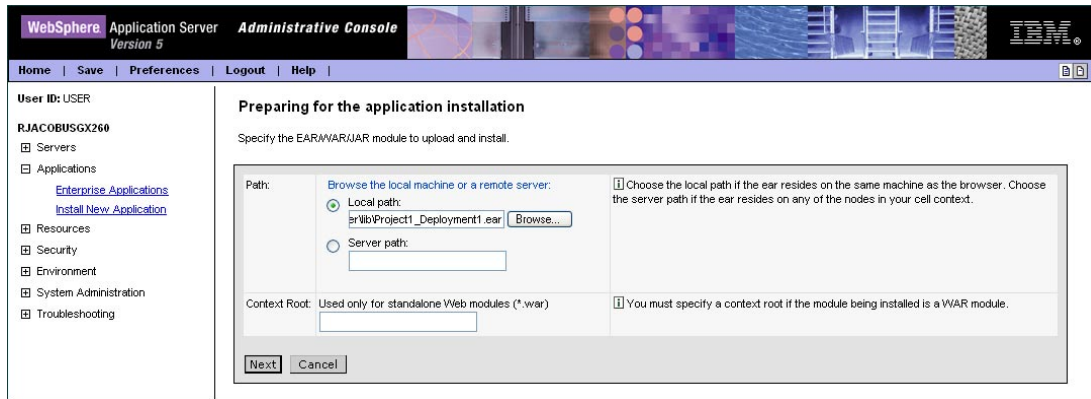 WebSphere Application Server Administrative Console
Version 5
IBM
Home | Save | Preferences | Logout | Help |
User ID: USER
RJACOBUSGX260
Servers
Applications
Enterprise Applications
Install New Application
Resources
Security
Environment
System Administration
Troubleshooting
Preparing for the application installation
Specify the EAR/WAR/JAR module to upload and install.
Path:
Browse the local machine or a remote server:
Local path:
er\lib\Project1_Deployment1.ear Browse...
Server path:
i Choose the local path if the ear resides on the same machine as the browser. Choose
the server path if the ear resides on any of the nodes in your cell context.
Context Root: Used only for standalone Web modules (*.war)
i You must specify a context root if the module being installed is a WAR module.
Next Cancel